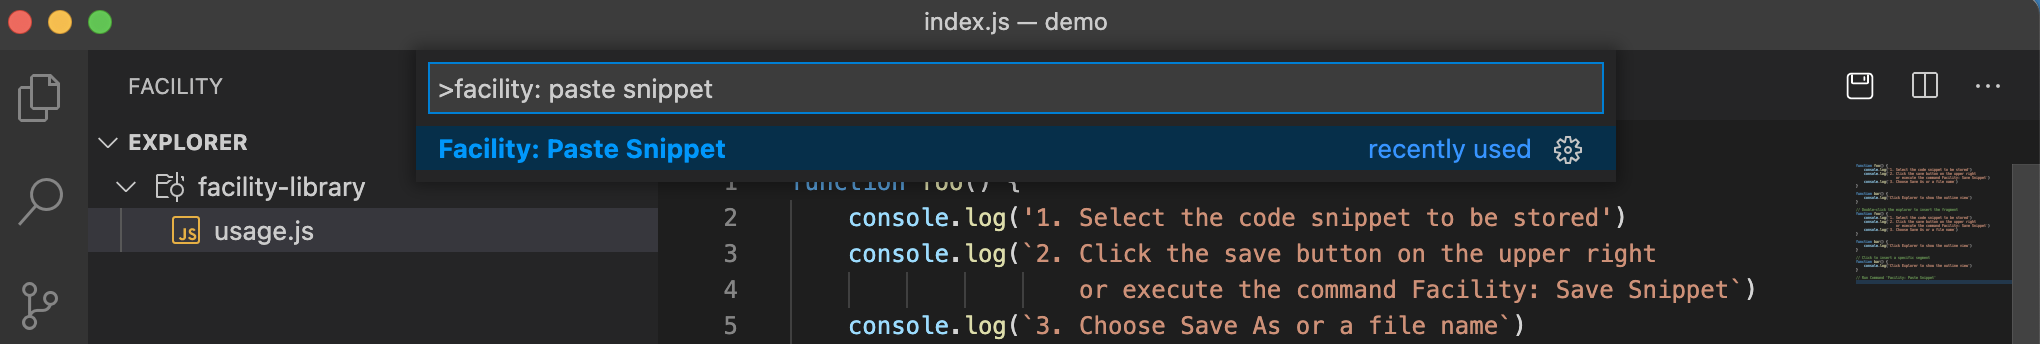 index.js — demo
FACILITY
>facility: paste snippet
EXPLORER
Facility: Paste Snippet
recently used
facility-library
usage.js
1 function foo() {
2 console.log('1. Select the code snippet to be stored')
3 console.log(`2. Click the save button on the upper right
4 or execute the command Facility: Save Snippet`)
5 console.log(`3. Choose Save As or a file name`)
JS